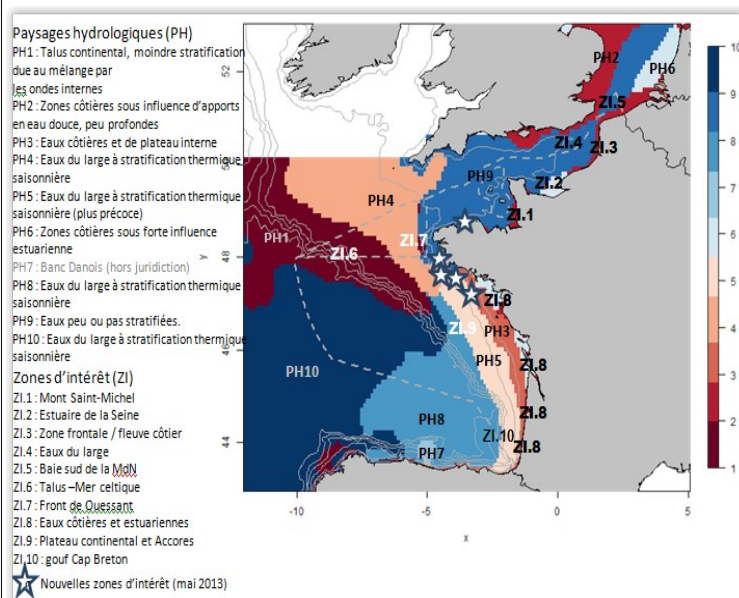 Paysages hydrologiques (PH)
PH1 : Talus continental, moindre stratification
due au mélange par
les ondes internes
PH2 : Zones côtières sous influence d'apports
en eau douce, peu profondes
PH3 : Eaux côtières et de plateau interne
PH4 : Eaux du large à stratification thermique
saisonnière
PH5 : Eaux du large à stratification thermique
saisonnière (plus précoce)
PH6 : Zones côtières sous forte influence
estuarienne
PH7 : Banc Danois (hors juridiction)
PH8 : Eaux du large à stratification thermique
saisonnière
PH9 : Eaux peu ou pas stratifiées.
PH10 : Eaux du large à stratification thermique
saisonnière
Zones d'intérêt (ZI)
ZI.1 : Mont Saint-Michel
ZI.2 : Estuaire de la Seine
ZI.3 : Zone frontale / fleuve côtier
ZI.4 : Eaux du large
ZI.5 : Baie sud de la MdN
ZI.6 : Talus –Mer celtique
ZI.7 : Front de Ouessant
ZI.8 : Eaux côtières et estuariennes
ZI.9 : Plateau continental et Accores
ZI.10 : gouf Cap Breton
Nouvelles zones d'intérêt (mai 2013)
PH2
PH6
ZI.5
ZI.4
ZI.3
PH9
ZI.2
PH4
ZI.1
PH1
ZI.7
ZI.6
ZI.8
ZI.9
PH3
PH5
ZI.8
PH10
PH8
ZI.8
ZI.10
ZI.8
PH7
52
50
48
46
44
y
-10
-5
0
5
x
10
9
8
7
6
5
4
3
2
1